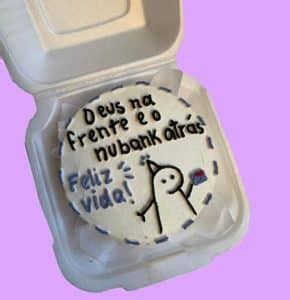 Deus na
frente e o
nubank atrás
Feliz
vida!